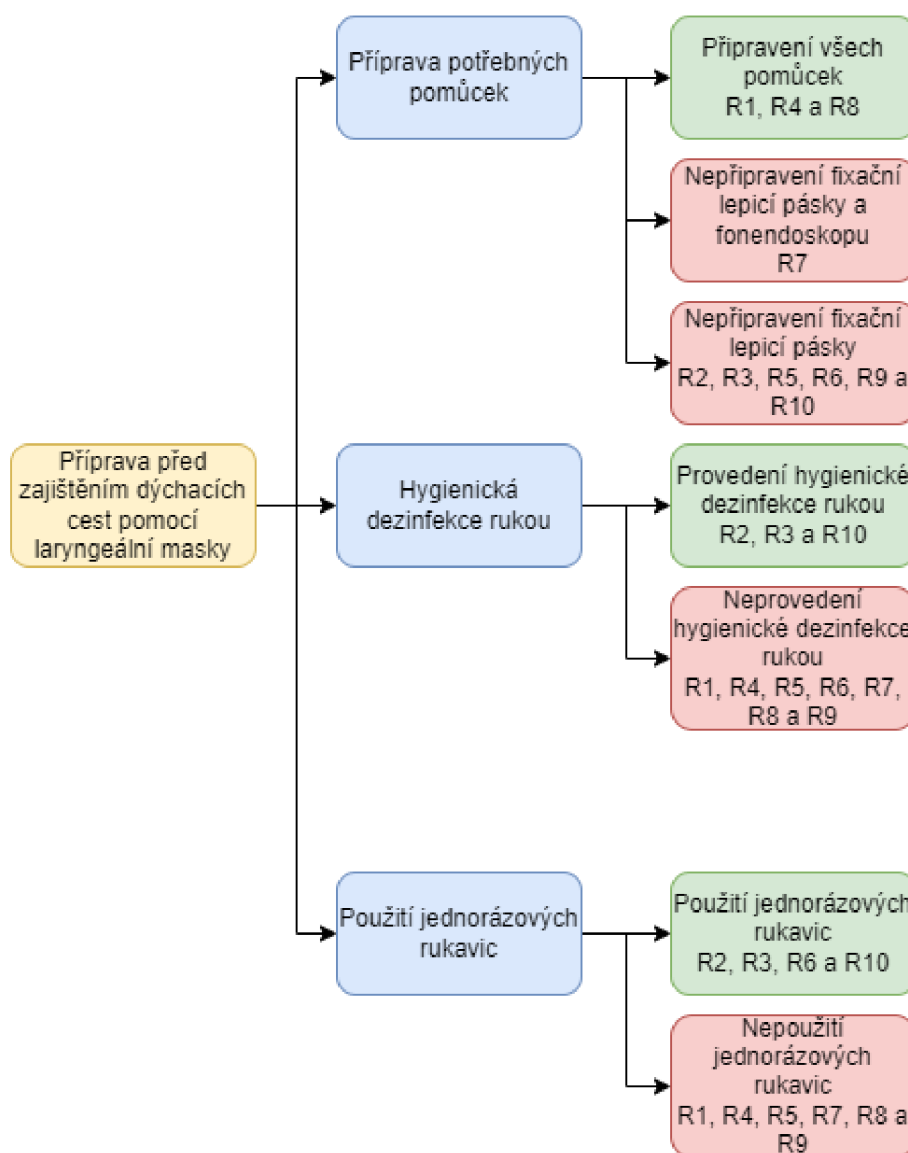 Příprava potřebných
pomůcek
Připravení všech
pomůcek
R1, R4 a R8
Nepřipravení fixační
lepicí pásky a
fonendoskopu
R7
Nepřipravení fixační
lepicí pásky
R2, R3, R5, R6, R9 a
R10
Příprava před
zajištěním dýchacích
cest pomocí
laryngeální masky
Hygienická
dezinfekce rukou
Provedení hygienické
dezinfekce rukou
R2, R3 a R10
Neprovedení
hygienické dezinfekce
rukou
R1, R4, R5, R6, R7,
R8 a R9
Použití jednorázových
rukavic
Použití jednorázových
rukavic
R2, R3, R6 a R10
Nepoužití
jednorázových
rukavic
R1, R4, R5, R7, R8 a
R9